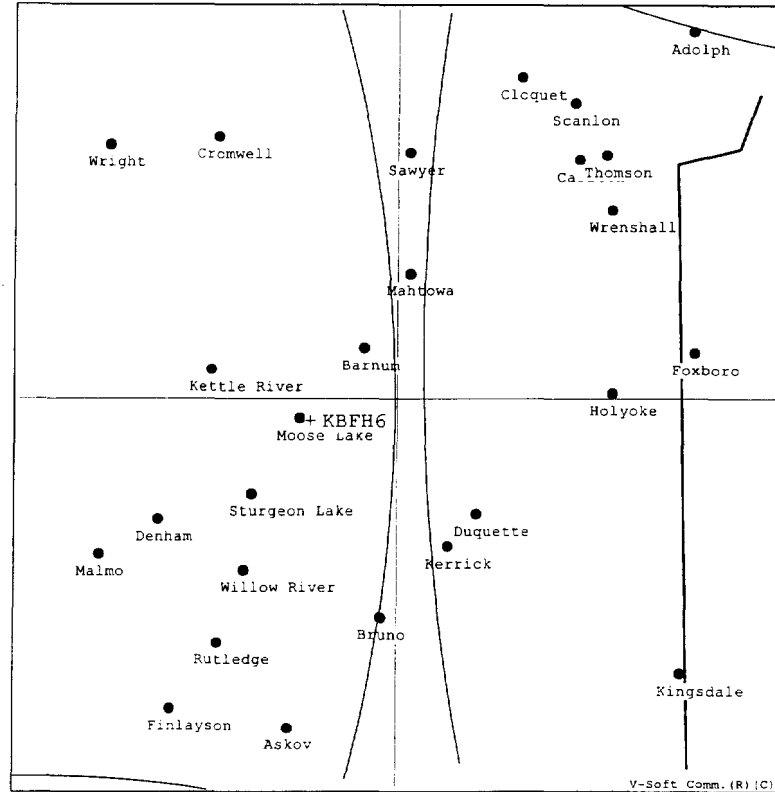 Adolph
Clcquet
Scanlon
Wright
Cromwell
Sawyer
Thomson
Wrenshall
Mahtowa
Barnum
Foxboro
Kettle River
Holyoke
+ KBFH6
Moose Lake
Sturgeon Lake
Duquette
Denham
Kerrick
Malmo
Willow River
Bruno
Rutledge
Kingsdale
Finlayson
Askov
V-Soft Comm.(R)(C)